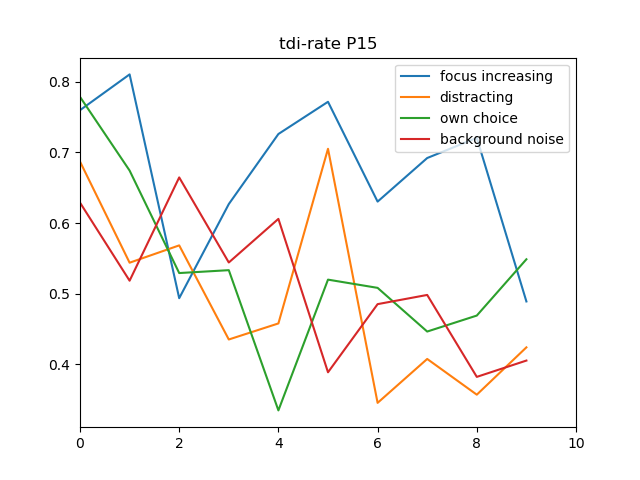 tdi-rate P15
focus increasing
distracting
own choice
background noise
0.8
0.7
0.6
0.5
0.4
0 2 4 6 8 10